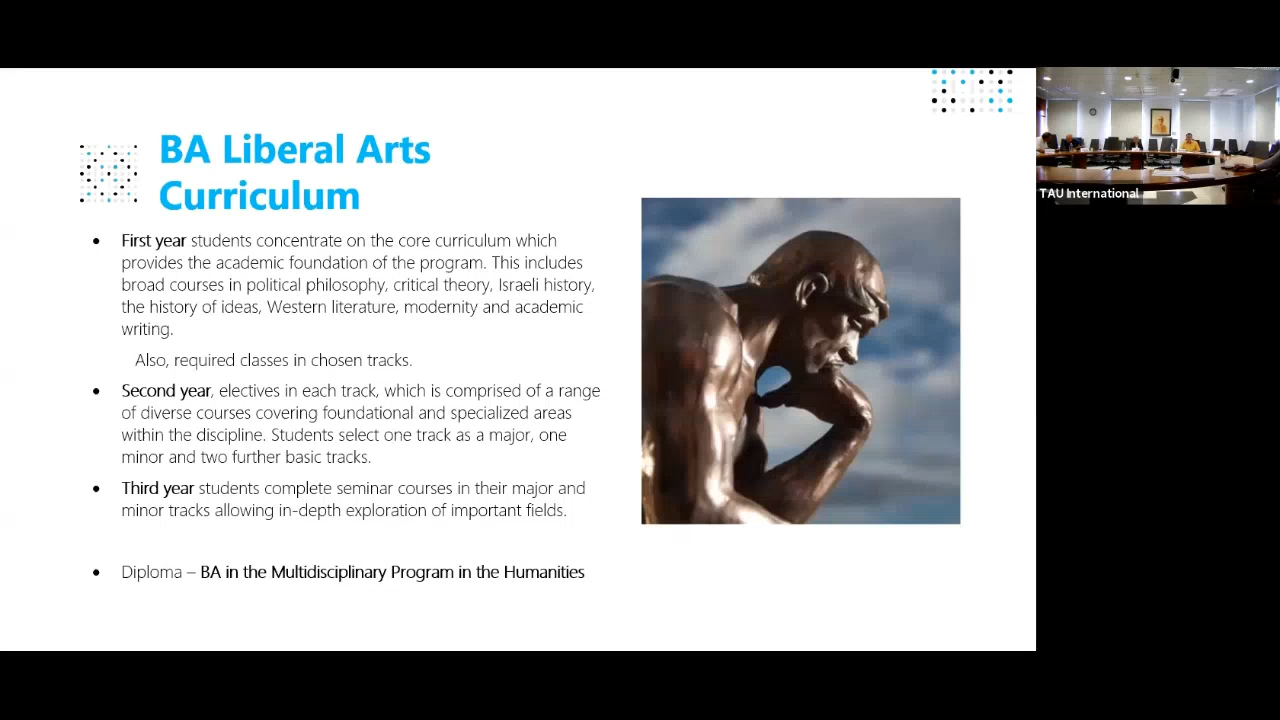 BA Liberal Arts
Curriculum
• First year students concentrate on the core curriculum which
provides the academic foundation of the program. This includes
broad courses in political philosophy, critical theory, Israeli history,
the history of ideas, Western literature, modernity and academic
writing.
Also, required classes in chosen tracks.
• Second year, electives in each track, which is comprised of a range
of diverse courses covering foundational and specialized areas
within the discipline. Students select one track as a major, one
minor and two further basic tracks.
• Third year students complete seminar courses in their major and
minor tracks allowing in-depth exploration of important fields.
• Diploma – BA in the Multidisciplinary Program in the Humanities
TAU International